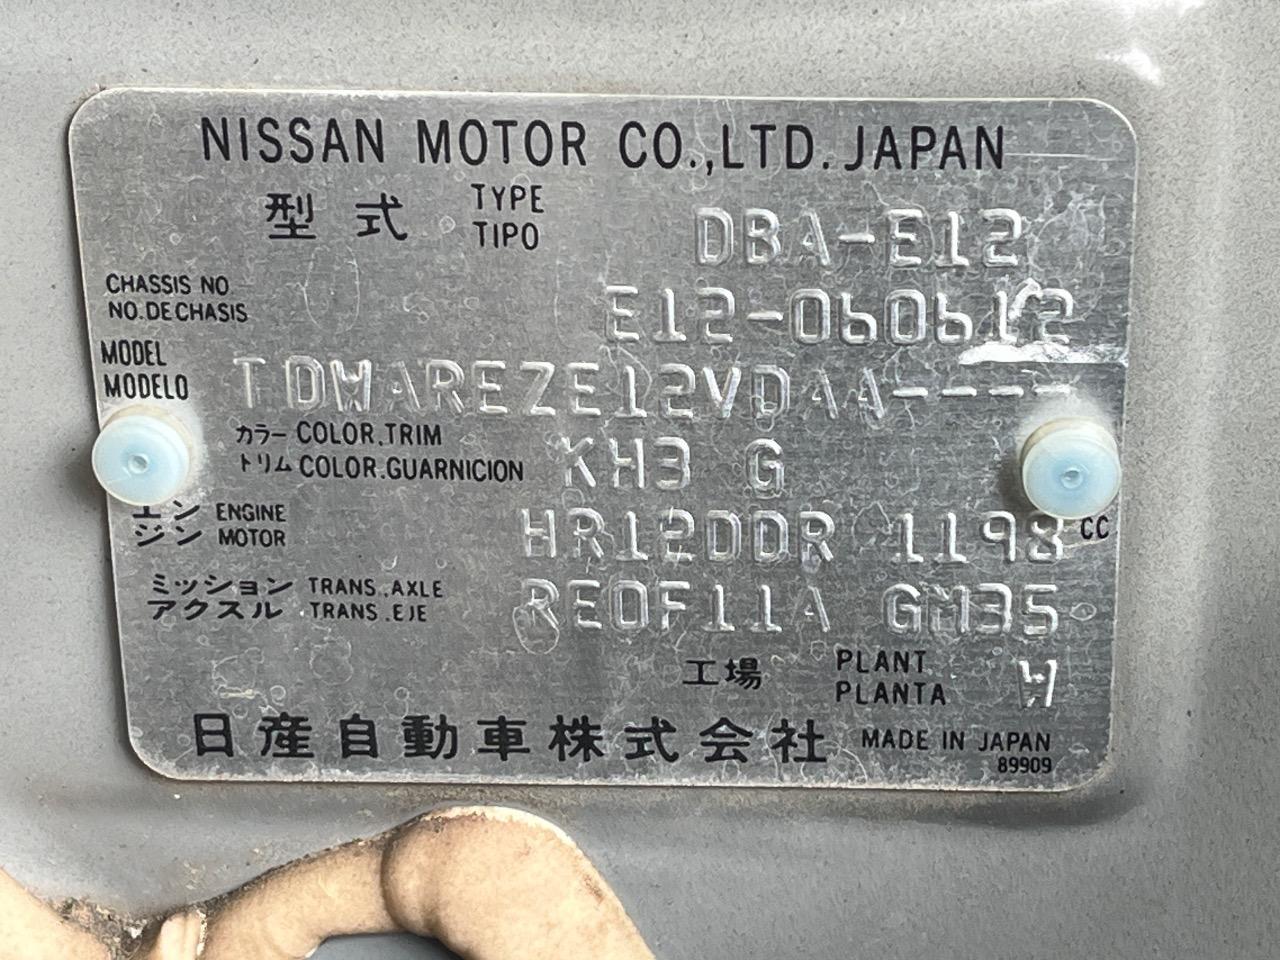 NISSAN MOTOR CO.,LTD. JAPAN
型式 TYPE TIPO DBA-E12
CHASSIS NO
NO.DE CHASIS E12-060612
MODEL
MODELO TDWAREZE12VDAA-----
カラー COLOR.TRIM
トリム COLOR.GUARNICION KH3 G
エン ENGINE
ジン MOTOR HR12DDR 1198 CC
ミッション TRANS.AXLE
アクスル TRANS.EJE RE0F11A GM35
工場 PLANT PLANTA W
日産自動車株式会社 MADE IN JAPAN
89909